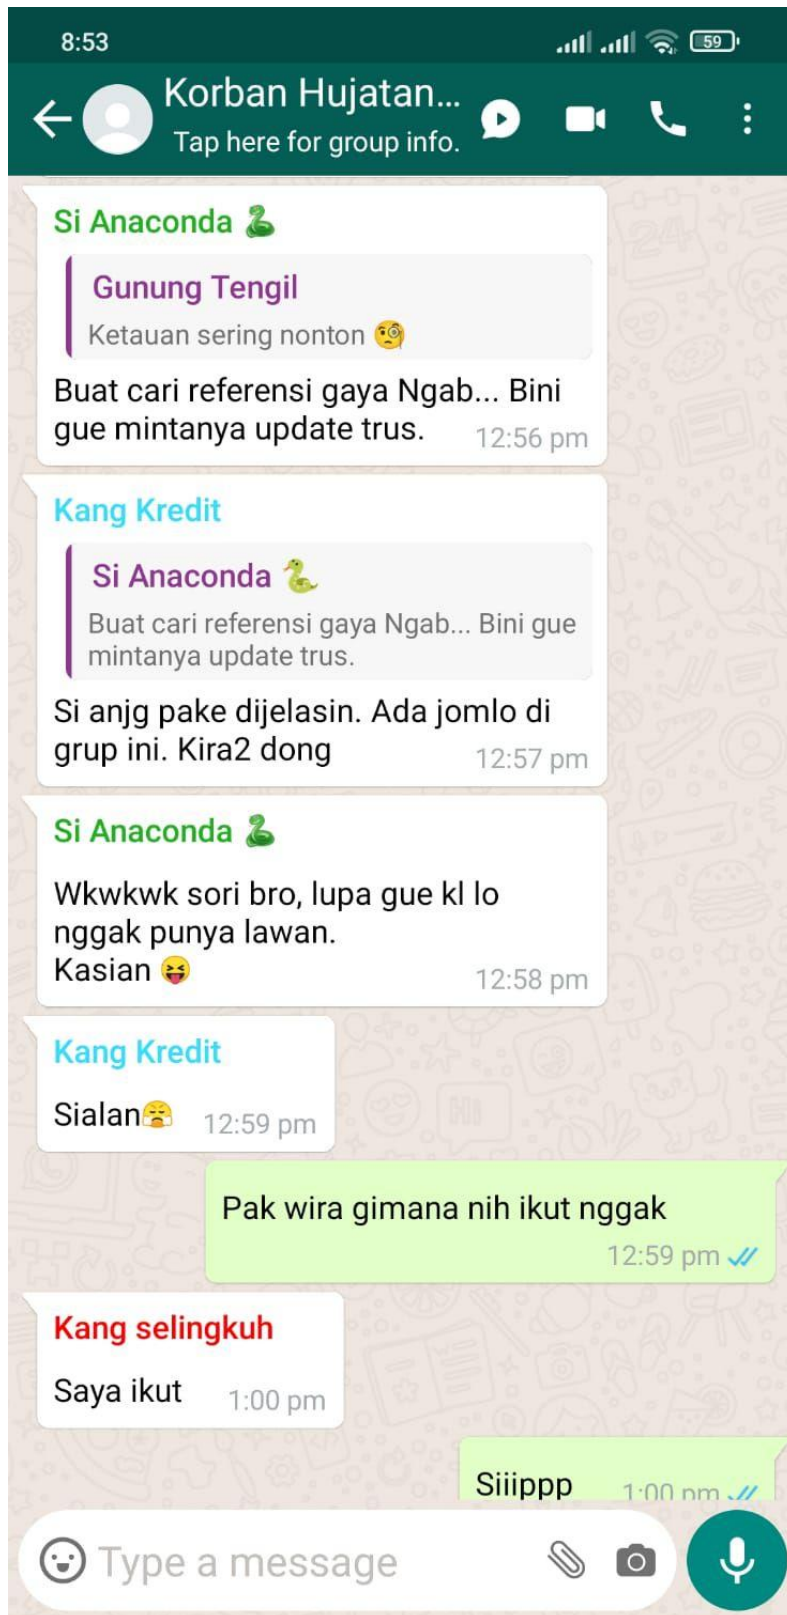 8:53
59
Korban Hujatan...
Tap here for group info.
Si Anaconda 🐍
Gunung Tengil
Ketauan sering nonton 🧐
Buat cari referensi gaya Ngab... Bini
gue mintanya update trus.
12:56 pm
Kang Kredit
Si Anaconda 🐍
Buat cari referensi gaya Ngab... Bini gue
mintanya update trus.
Si anjg pake dijelasin. Ada jomlo di
grup ini. Kira2 dong
12:57 pm
Si Anaconda 🐍
Wkwkwk sori bro, lupa gue kl lo
nggak punya lawan.
Kasian 😝
12:58 pm
Kang Kredit
Sialan😤
12:59 pm
Pak wira gimana nih ikut nggak
12:59 pm
Kang selingkuh
Saya ikut
1:00 pm
Siiippp
1:00 pm
Type a message